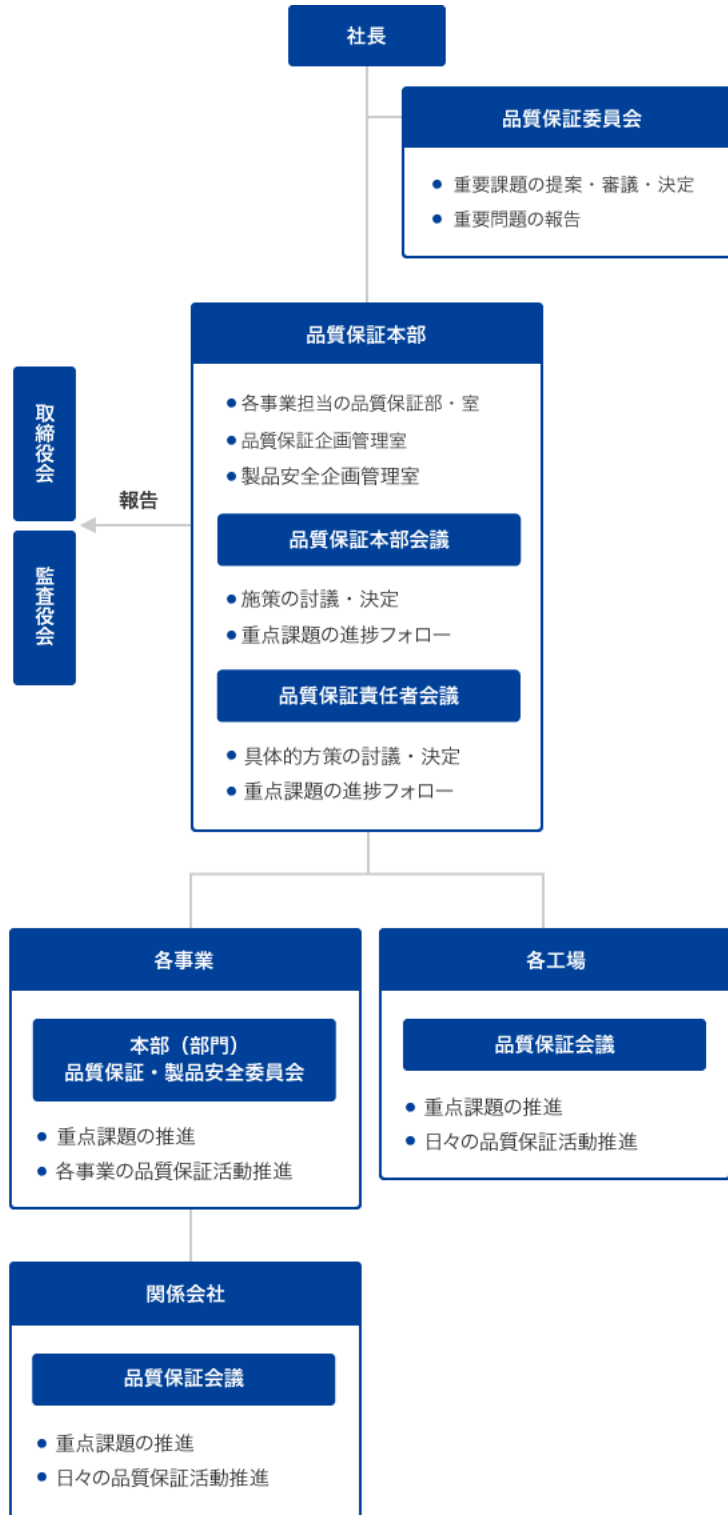 社長
品質保証委員会
● 重要課題の提案・審議・決定
● 重要問題の報告
品質保証本部
● 各事業担当の品質保証部・室
● 品質保証企画管理室
● 製品安全企画管理室
取締役会
報告
監査役会
品質保証本部会議
● 施策の討議・決定
● 重点課題の進捗フォロー
品質保証責任者会議
● 具体的方策の討議・決定
● 重点課題の進捗フォロー
各事業
本部（部門）
品質保証・製品安全委員会
● 重点課題の推進
● 各事業の品質保証活動推進
各工場
品質保証会議
● 重点課題の推進
● 日々の品質保証活動推進
関係会社
品質保証会議
● 重点課題の推進
● 日々の品質保証活動推進